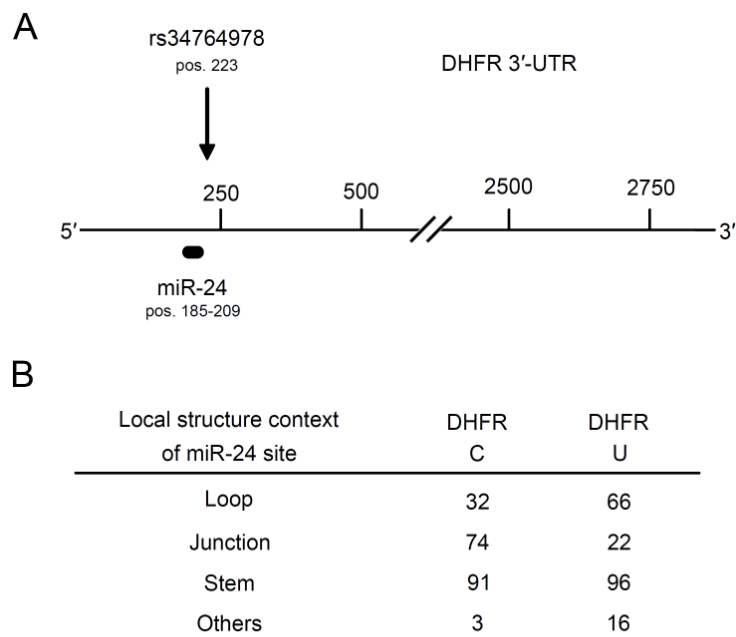 A
rs34764978
pos. 223
DHFR 3′-UTR
250
500
2500
2750
5′
3′
miR-24
pos. 185-209
B
Local structure context of miR-24 site DHFR C DHFR U
Loop 32 66
Junction 74 22
Stem 91 96
Others 3 16